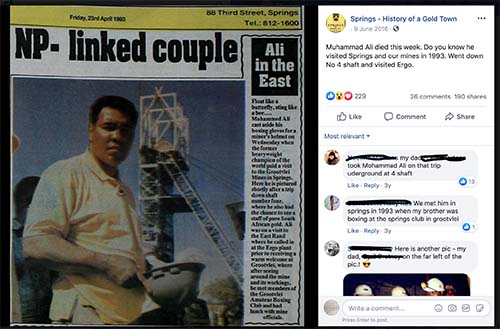 Friday, 23rd April 1993
88 Third Street, Springs
Tel.: 812-1600
NP- linked couple
Ali
in the
East
Float like a
butterfly, sting like
a bee.....
Muhammad Ali
cast aside his
boxing gloves for a
miner's helmet on
Wednesday when
the former
heavyweight
champion of the
world paid a visit
to the Grootvlei
Mines in Springs.
Here he is pictured
shortly after a trip
down shaft
number four,
where he also had
the chance to see a
staff of pure South
African gold. Ali
was on a visit to
the East Rand
where he called in
at the Ergo plant
prior to receiving a
warm welcome at
Grootvlei, where
after seeing
around the mine
and its workings,
he met members of
the Grootvlei
Amateur Boxing
Club and had
lunch with mine
officials.
Springs - History of a Gold Town
9 June 2016
Muhammad Ali died this week. Do you know he
visited Springs and our mines in 1993. Went down
No 4 shaft and visited Ergo.
229
26 comments 190 shares
Like Comment Share
Most relevant
my dad
took Mohammad Ali on that trip
underground at 4 shaft
Like · Reply · 3y
13
We met him in
springs in 1993 when my brother was
boxing at the springs club in grootvlei
Like · Reply · 3y
1
Here is another pic - my
dad, on the far left of the
pic.!
Write a comment...
Press Enter to post.